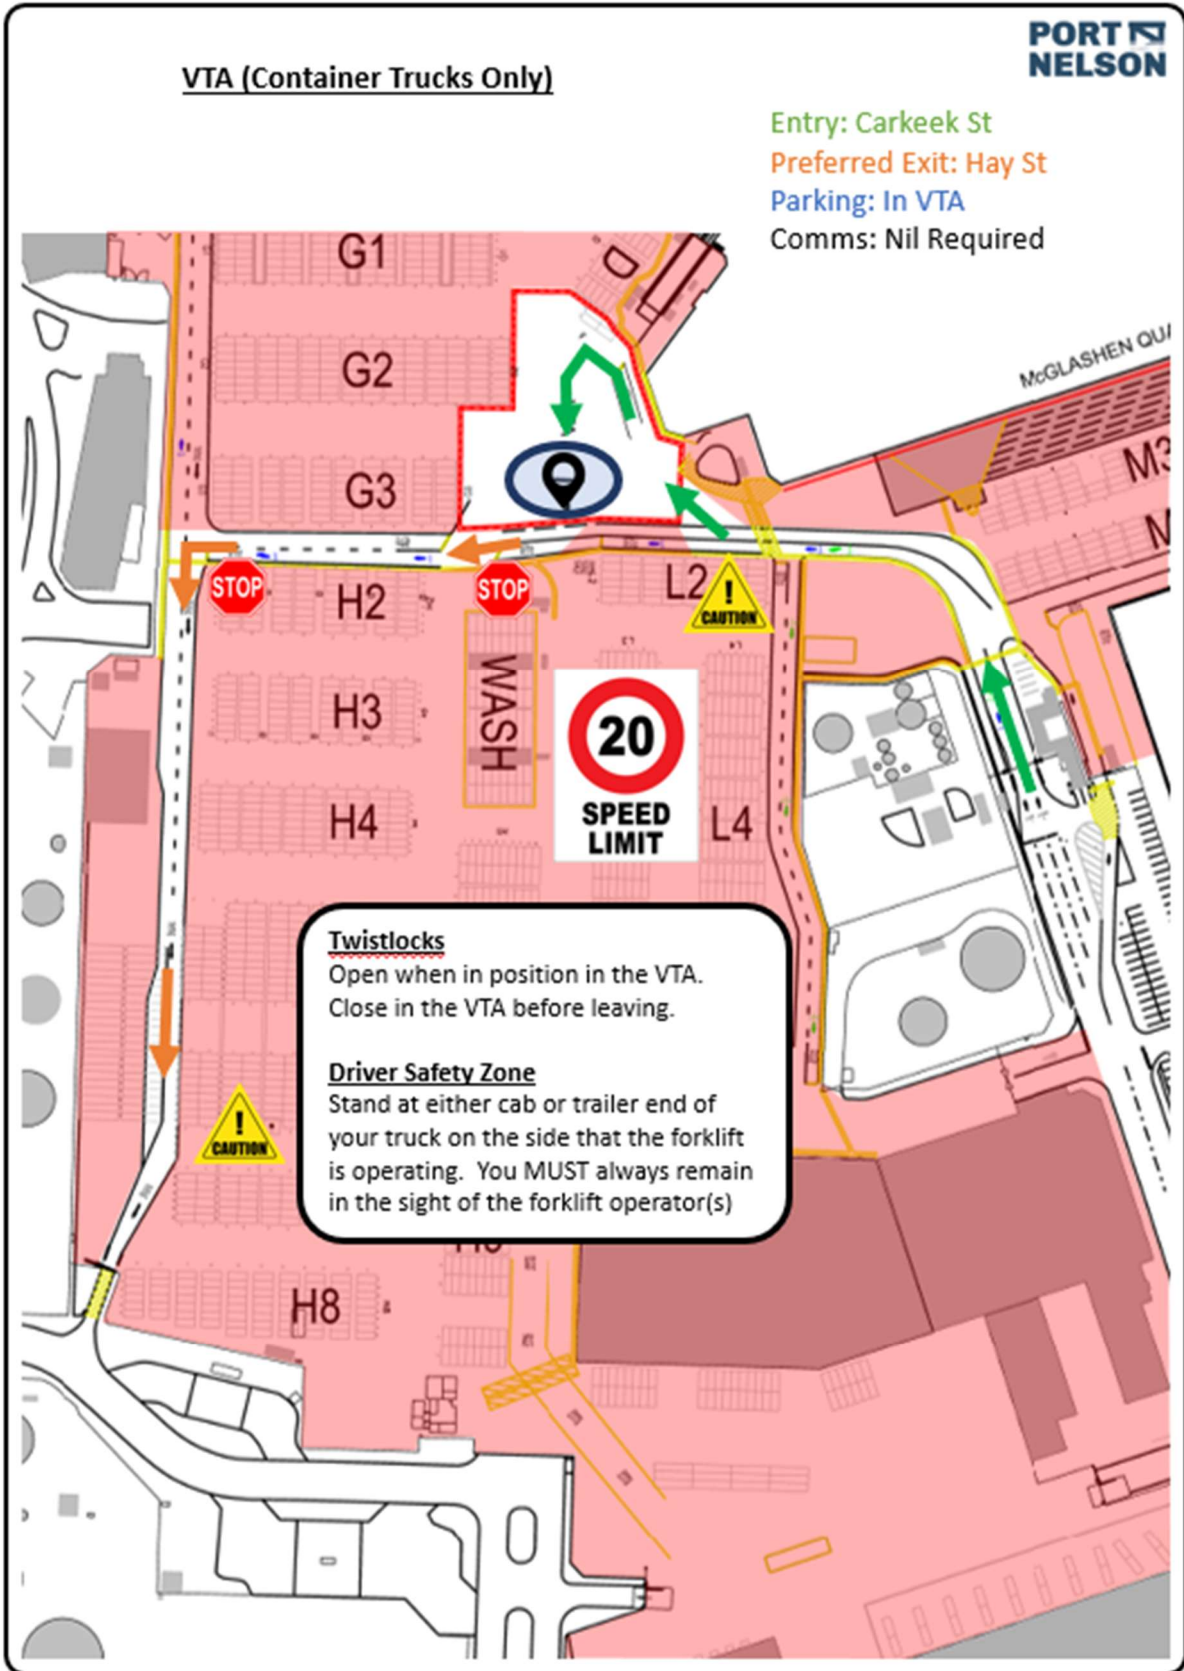 PORT
NELSON
VTA (Container Trucks Only)
Entry: Carkeek St
Preferred Exit: Hay St
Parking: In VTA
Comms: Nil Required
G1
G2
G3
McGLASHEN QUA
M3
M
STOP
H2
STOP
L2
CAUTION
H3
WASH
20
SPEED
LIMIT
H4
L4
Twistlocks
Open when in position in the VTA.
Close in the VTA before leaving.
Driver Safety Zone
Stand at either cab or trailer end of
your truck on the side that the forklift
is operating. You MUST always remain
in the sight of the forklift operator(s)
CAUTION
H8